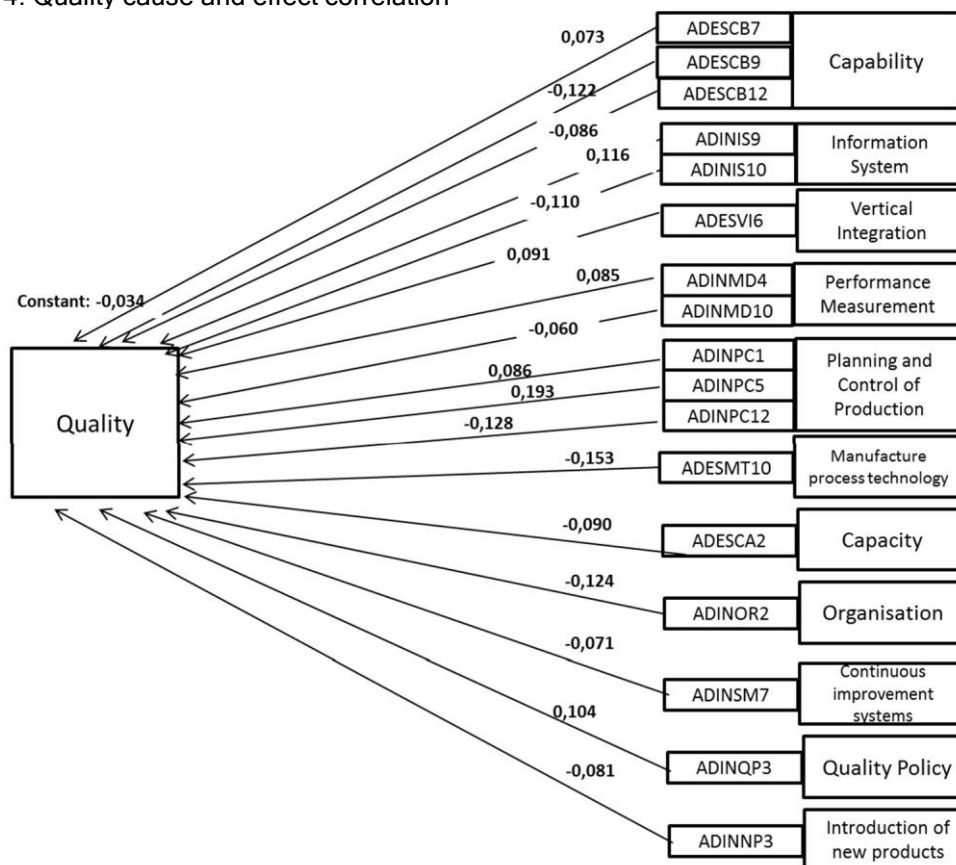 4. Quality cause and effect correlation
0,073
ADESCB7
Capability
-0,122
ADESCB9
-0,086
ADESCB12
0,116
ADINIS9
Information
System
-0,110
ADINIS10
0,091
ADESVI6
Vertical
Integration
Constant: -0,034
0,085
ADINMD4
Performance
Measurement
-0,060
ADINMD10
0,086
ADINPC1
Planning and
Control of
Production
0,193
ADINPC5
-0,128
ADINPC12
Quality
-0,153
ADESMT10
Manufacture
process technology
-0,090
ADESCA2
Capacity
-0,124
ADINOR2
Organisation
-0,071
ADINSM7
Continuous
improvement
systems
0,104
ADINQP3
Quality Policy
-0,081
ADINNP3
Introduction of
new products